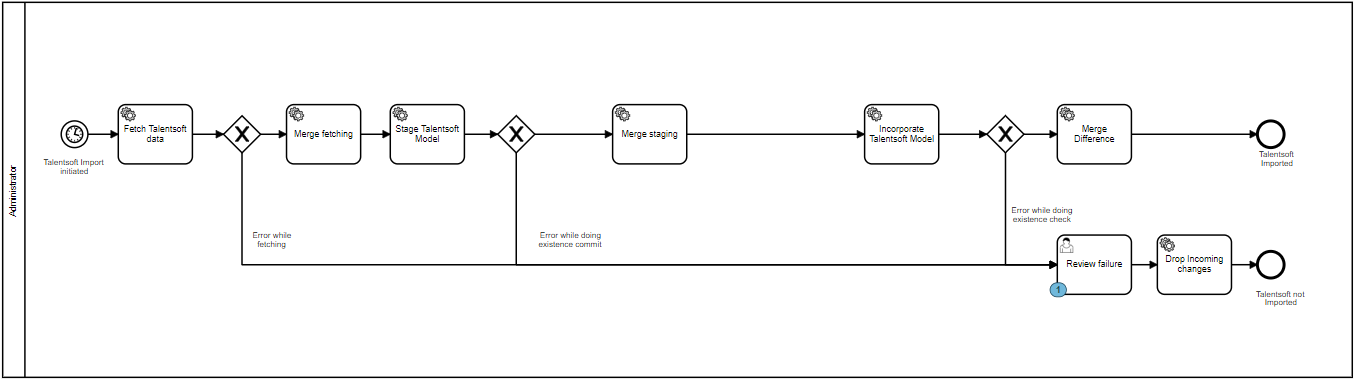 Administrator
Talentsoft Import
initiated
Fetch Talentsoft
data
Merge fetching
Stage Talentsoft
Model
Merge staging
Incorporate
Talentsoft Model
Merge
Difference
Talentsoft
Imported
Error while
fetching
Error while doing
existence commit
Error while doing
existence check
Review failure
1
Drop Incoming
changes
Talentsoft not
Imported